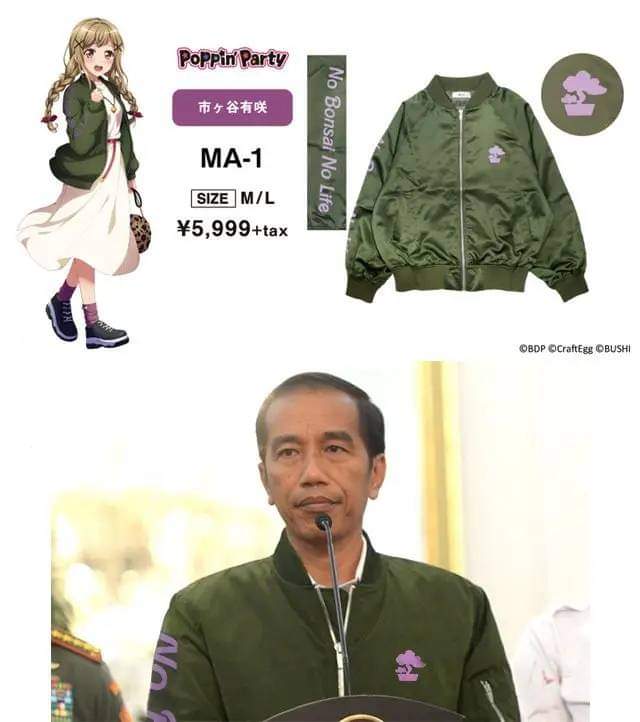 Poppin'Party
市ヶ谷有咲
MA-1
SIZE M/L
¥5,999+tax
No Bonsai No Life
©BDP ©CraftEgg ©BUSHI
No